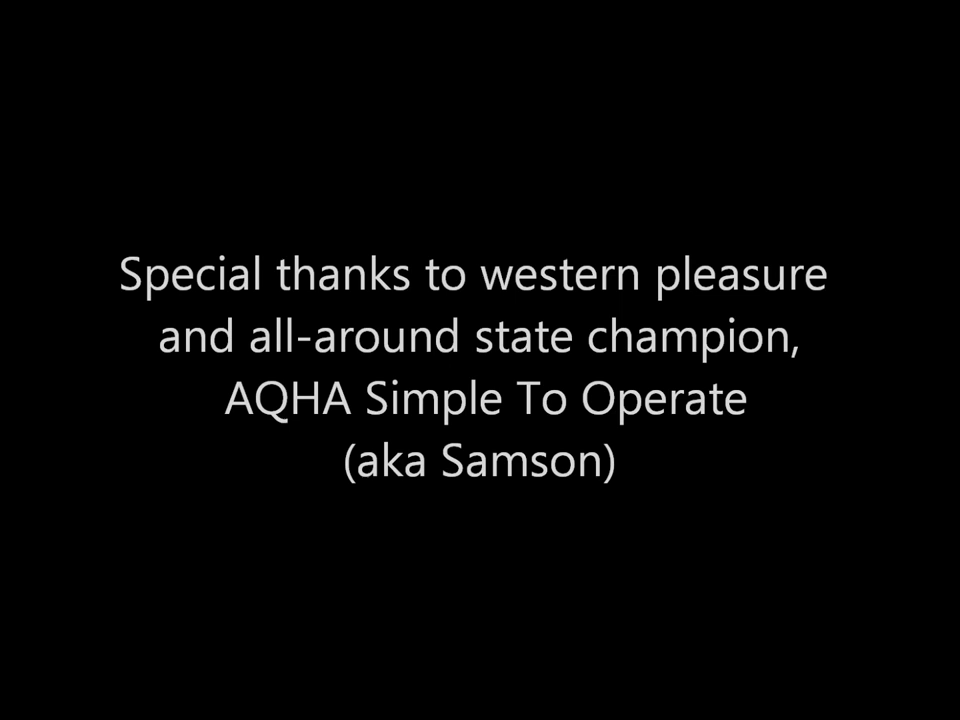 Special thanks to western pleasure
and all-around state champion,
AQHA Simple To Operate
(aka Samson)